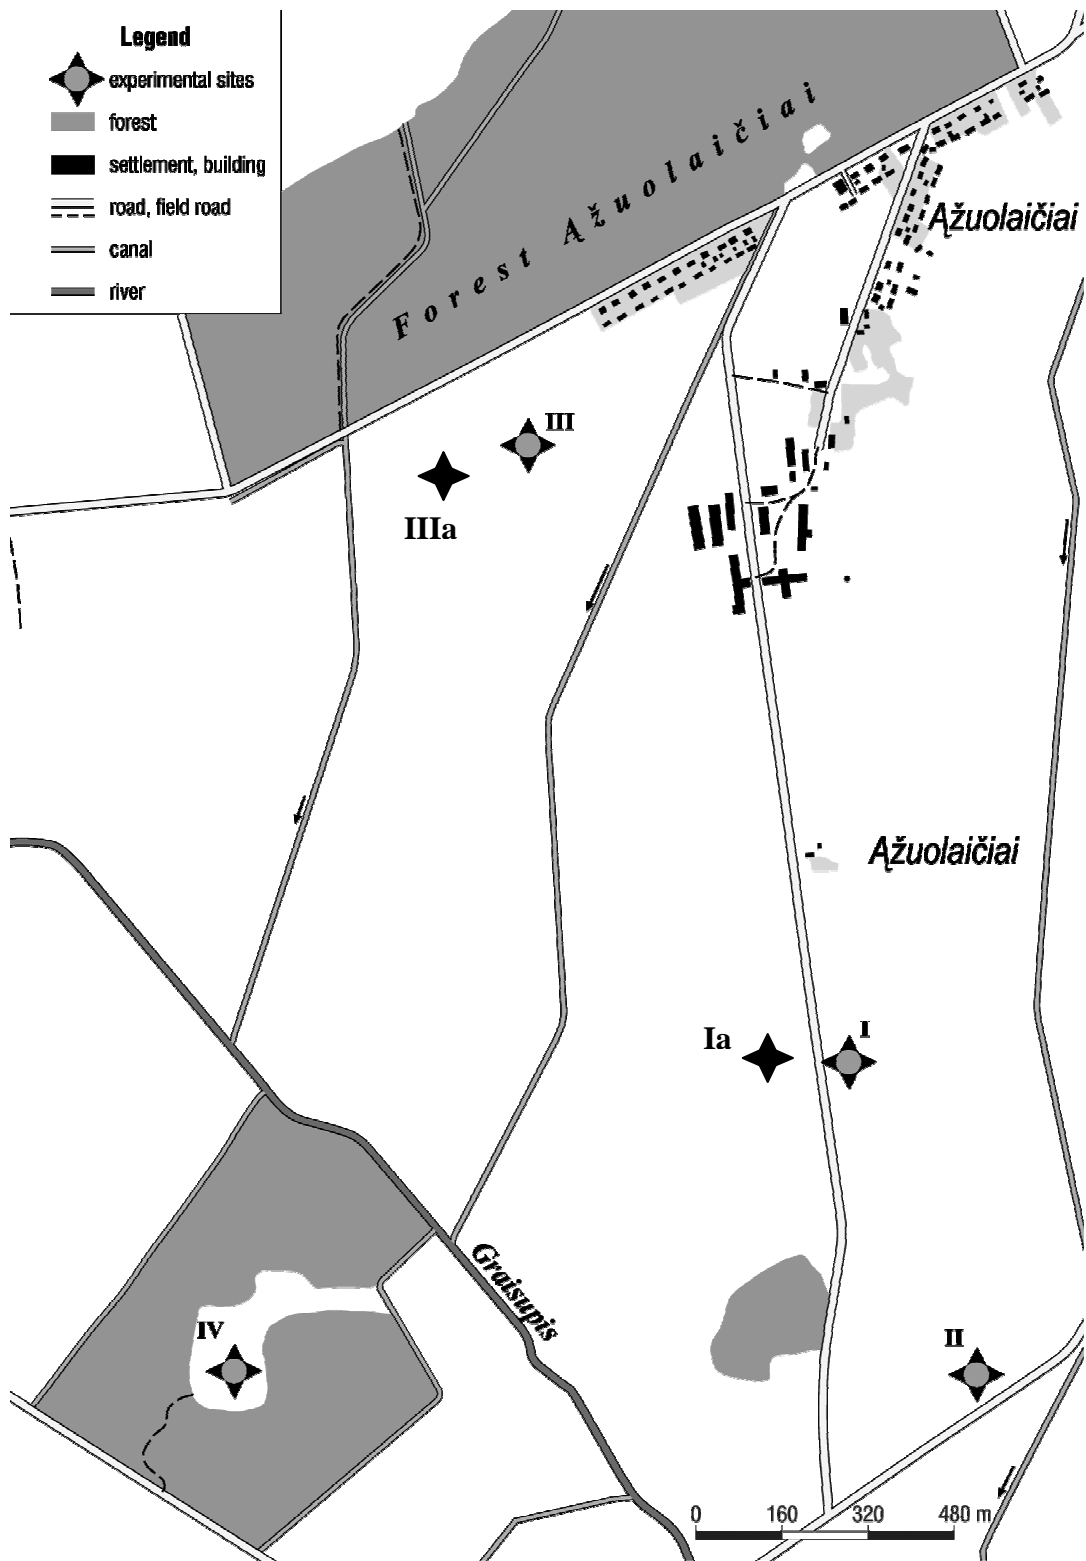 Legend
experimental sites
forest
settlement, building
road, field road
canal
river
Forest Ąžuolaičiai
Ąžuolaičiai
III
IIIa
Ąžuolaičiai
Ia
I
Graisupis
IV
II
0 160 320 480 m